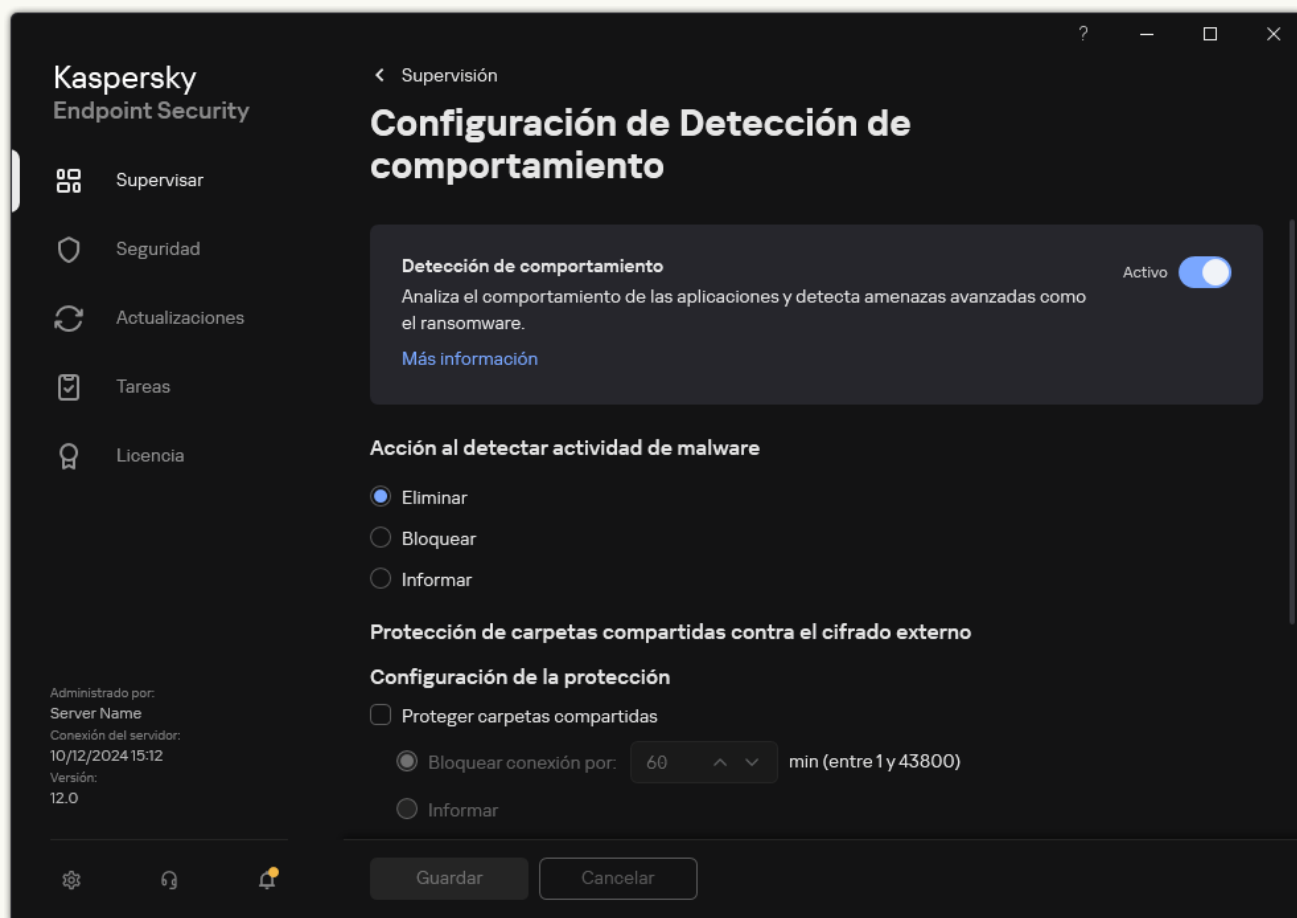 ?
Kaspersky
Endpoint Security
Supervisar
Seguridad
Actualizaciones
Tareas
Licencia
Administrado por:
Server Name
Conexión del servidor:
10/12/2024 15:12
Versión:
12.0
Supervisión
Configuración de Detección de
comportamiento
Detección de comportamiento
Activo
Analiza el comportamiento de las aplicaciones y detecta amenazas avanzadas como
el ransomware.
Más información
Acción al detectar actividad de malware
Eliminar
Bloquear
Informar
Protección de carpetas compartidas contra el cifrado externo
Configuración de la protección
Proteger carpetas compartidas
Bloquear conexión por: 60 min (entre 1 y 43800)
Informar
Guardar Cancelar